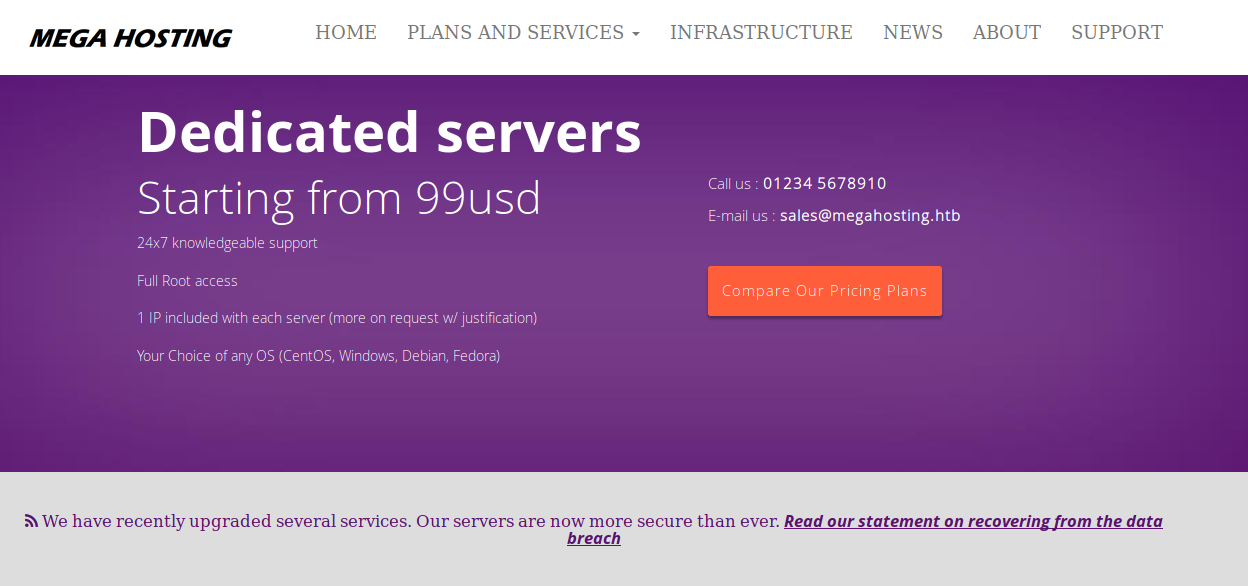 MEGA HOSTING
HOME PLANS AND SERVICES INFRASTRUCTURE NEWS ABOUT SUPPORT
Dedicated servers
Starting from 99usd
24x7 knowledgeable support
Full Root access
1 IP included with each server (more on request w/ justification)
Your Choice of any OS (CentOS, Windows, Debian, Fedora)
Call us : 01234 5678910
E-mail us : sales@megahosting.htb
Compare Our Pricing Plans
We have recently upgraded several services. Our servers are now more secure than ever. Read our statement on recovering from the data
breach